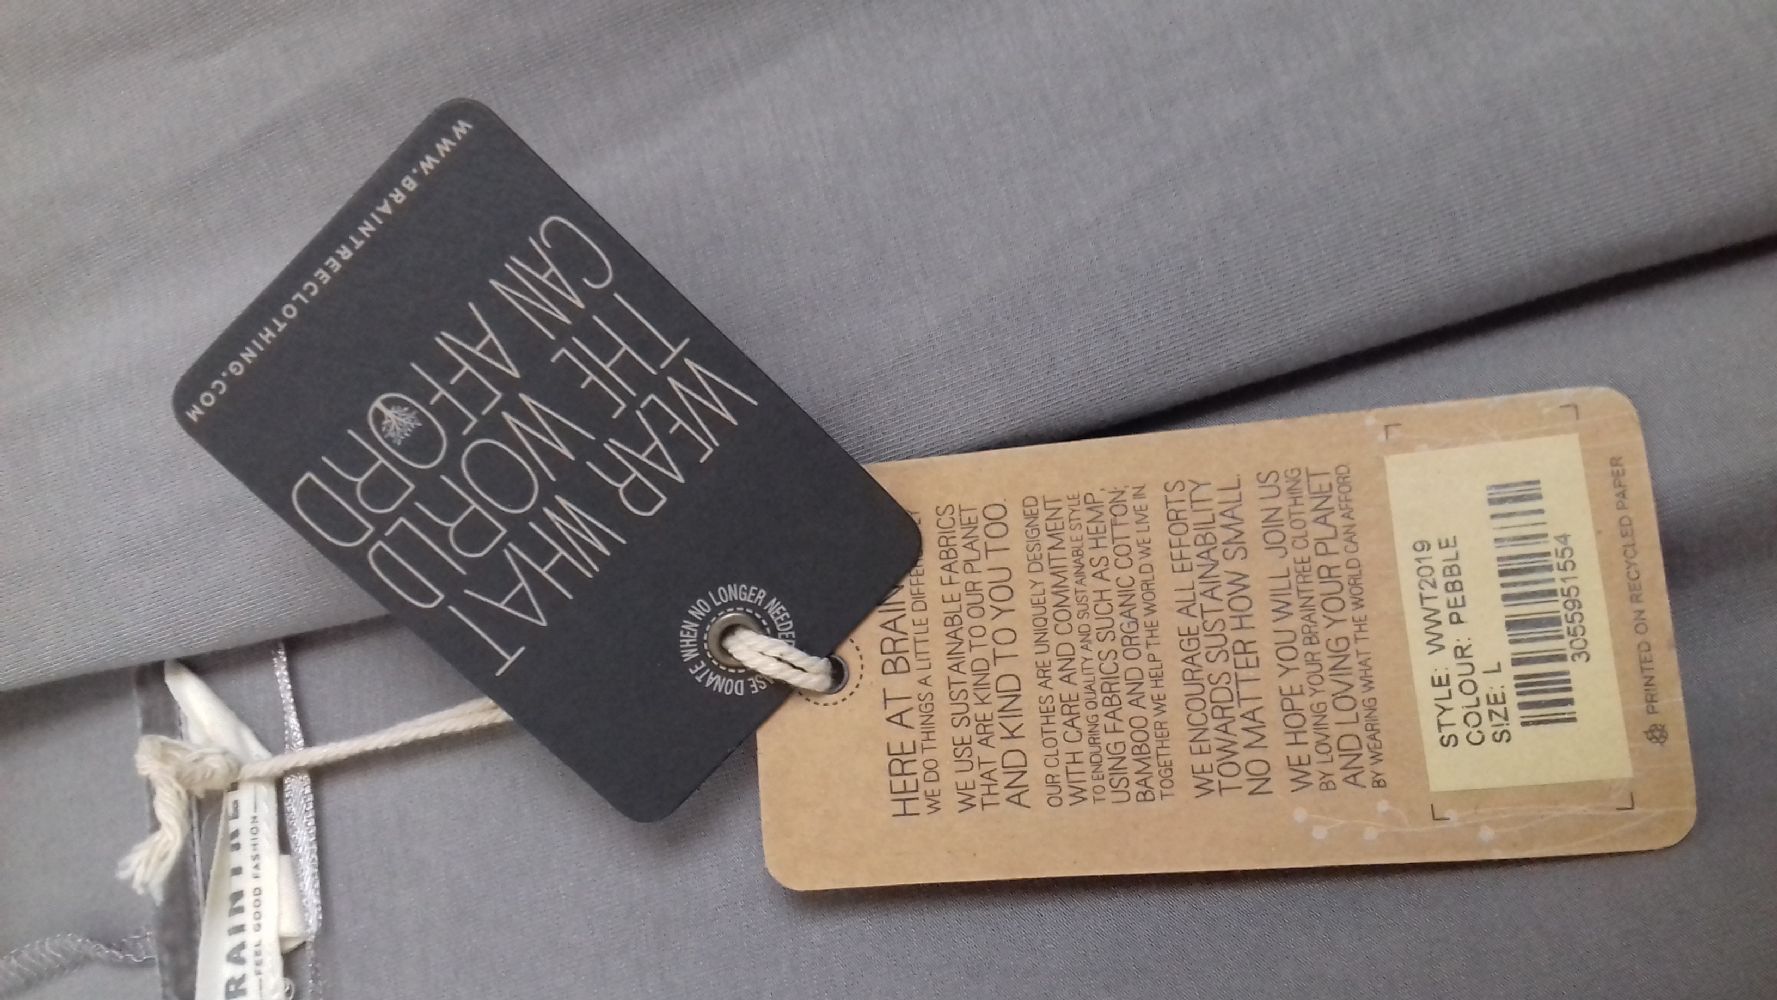 WWW.BRAINTREECLOTHING.COM
WEAR WHAT
THE WORLD
CAN AFFORD
DONATE WHEN NO LONGER
HERE AT
WE DO THINGS A LITTLE
WE USE SUSTAINABLE FABRICS
THAT ARE KIND TO OUR PLANET
AND KIND TO YOU TOO.
OUR CLOTHES ARE UNIQUELY DESIGNED
WITH CARE AND COMMITMENT
TO ENDURING QUALITY AND SUSTAINABLE STYLE
USING FABRICS SUCH AS HEMP,
BAMBOO AND ORGANIC COTTON;
TOGETHER WE HELP THE WORLD WE LIVE IN.
WE ENCOURAGE ALL EFFORTS
TOWARDS SUSTAINABILITY
NO MATTER HOW SMALL.
WE HOPE YOU WILL JOIN US
BY LOVING YOUR BRAINTREE CLOTHING
AND LOVING YOUR PLANET
BY WEARING WHAT THE WORLD CAN AFFORD.
STYLE: WWT2019
COLOUR: PEBBLE
SIZE: L
3055951554
PRINTED ON RECYCLED PAPER
—FEEL GOOD FASHION—